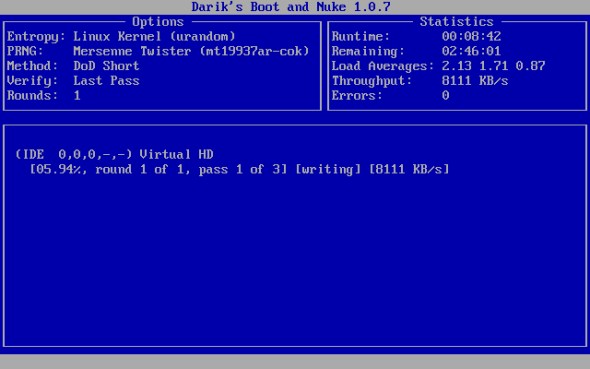 Darik's Boot and Nuke 1.0.7
Options
Entropy: Linux Kernel (urandom)
PRNG: Mersenne Twister (mt19937ar-cok)
Method: DoD Short
Verify: Last Pass
Rounds: 1
Statistics
Runtime: 00:08:42
Remaining: 02:46:01
Load Averages: 2.13 1.71 0.87
Throughput: 8111 KB/s
Errors: 0
(IDE 0,0,0,-,-) Virtual HD
[05.94%, round 1 of 1, pass 1 of 3] [writing] [8111 KB/s]